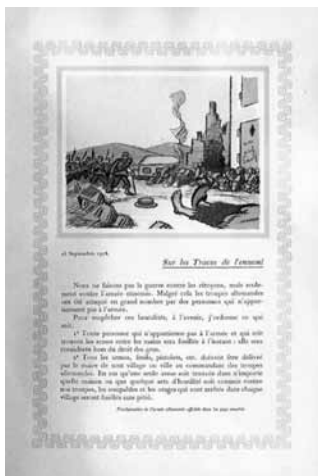 26 Septembre 1914.
Sur les Traces de l'ennemi
Nous ne faisons pas la guerre contre les citoyens, mais seule-
ment contre l'armée ennemie. Malgré cela les troupes allemandes
ont été attaqué en grand nombre par des personnes qui n'appar-
tiennent pas à l'armée.
Pour empêcher ces brutalités, à l'avenir, j'ordonne ce qui
suit.
1° Toute personne qui n'appartienne pas à l'armée et qui soit
trouvée les armes entre les mains sera fusillée à l'instant : elle sera
considérée hors du droit des gens.
2° Tous les armes, fusils, pistolets, etc. doivent être délivré
par le maire de tout village ou ville au commandant des troupes
allemandes. En cas qu'une seule arme soit trouvée dans n'importe
quelle maison ou que quelque acte d'hostilité soit commis contre
nos troupes, les coupables et les otages qui sont arrêtés dans chaque
village seront fusillés sans pitié.
Proclamation de l'armée allemande affichée dans les pays envahis.